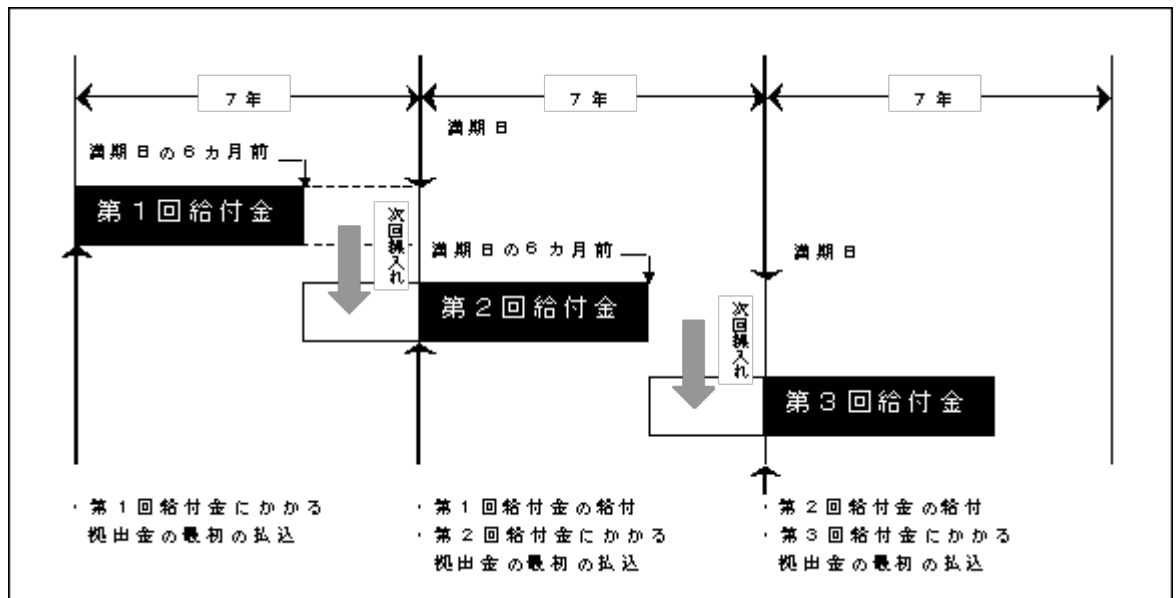 7年
7年
7年
満期日
満期日の6カ月前
第1回給付金
次回繰入れ
満期日の6カ月前
満期日
第2回給付金
次回繰入れ
第3回給付金
・第1回給付金にかかる
拠出金の最初の払込
・第1回給付金の給付
・第2回給付金にかかる
拠出金の最初の払込
・第2回給付金の給付
・第3回給付金にかかる
拠出金の最初の払込